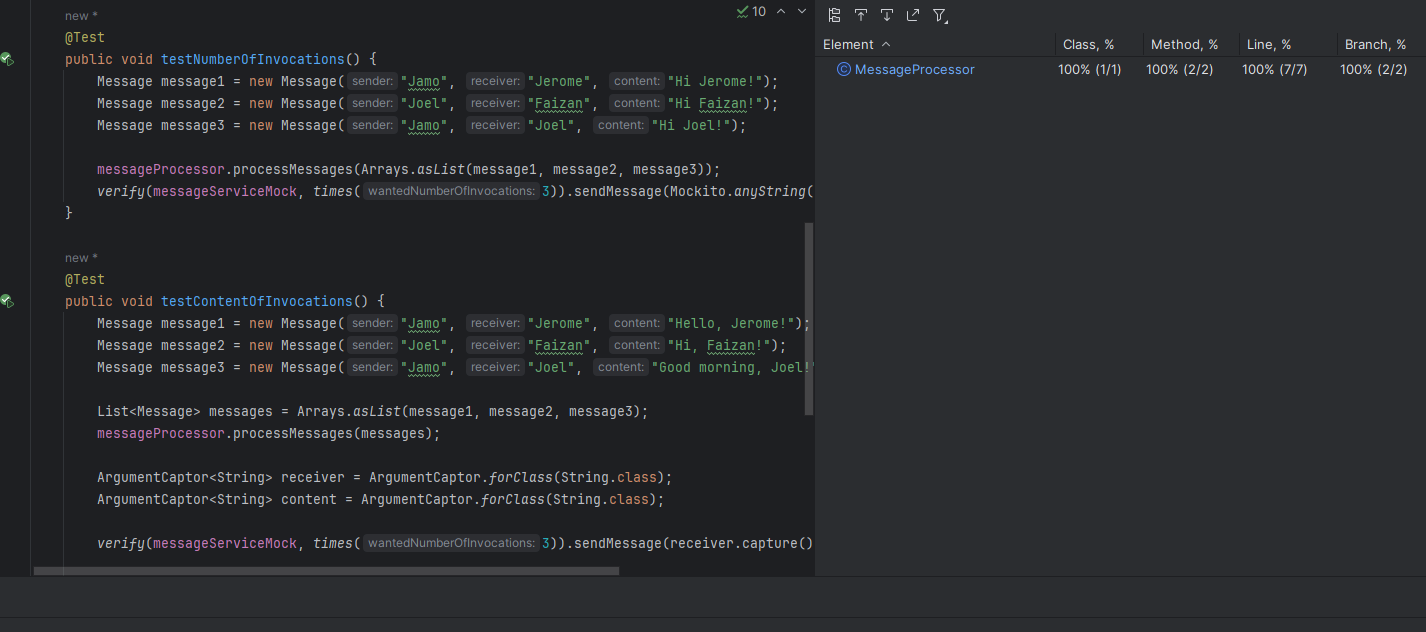 new *
10
@Test
public void testNumberOfInvocations() {
Message message1 = new Message( sender: "Jamo", receiver: "Jerome", content: "Hi Jerome!");
Message message2 = new Message( sender: "Joel", receiver: "Faizan", content: "Hi Faizan!");
Message message3 = new Message( sender: "Jamo", receiver: "Joel", content: "Hi Joel!");
messageProcessor.processMessages(Arrays.asList(message1, message2, message3));
verify(messageServiceMock, times( wantedNumberOfInvocations: 3)).sendMessage(Mockito.anyString(
}
new *
@Test
public void testContentOfInvocations() {
Message message1 = new Message( sender: "Jamo", receiver: "Jerome", content: "Hello, Jerome!");
Message message2 = new Message( sender: "Joel", receiver: "Faizan", content: "Hi, Faizan!");
Message message3 = new Message( sender: "Jamo", receiver: "Joel", content: "Good morning, Joel!"
List<Message> messages = Arrays.asList(message1, message2, message3);
messageProcessor.processMessages(messages);
ArgumentCaptor<String> receiver = ArgumentCaptor.forClass(String.class);
ArgumentCaptor<String> content = ArgumentCaptor.forClass(String.class);
verify(messageServiceMock, times( wantedNumberOfInvocations: 3)).sendMessage(receiver.capture()
Element Class, % Method, % Line, % Branch, %
MessageProcessor 100% (1/1) 100% (2/2) 100% (7/7) 100% (2/2)